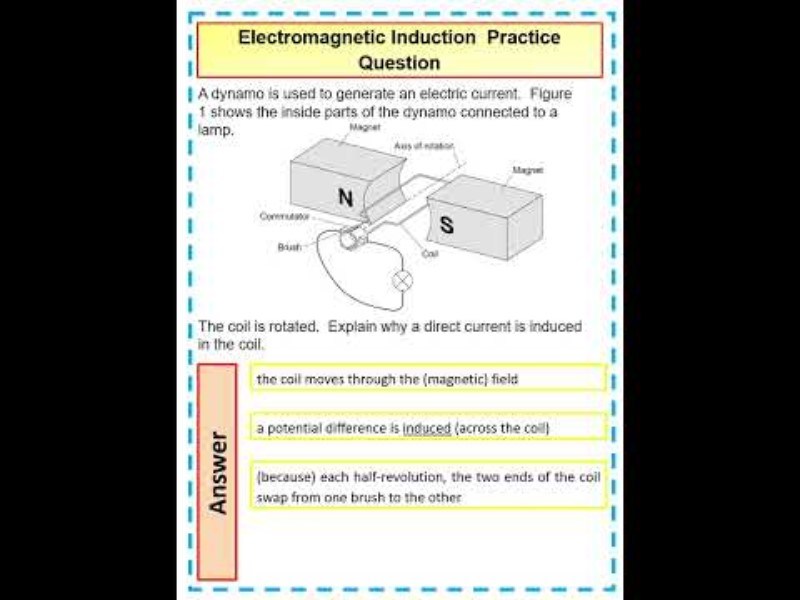 Electromagnetic Induction Practice
Question
A dynamo is used to generate an electric current. Figure
1 shows the inside parts of the dynamo connected to a
lamp.
Magnet
Axis of rotation
Magnet
N
Commutator
S
Brush
Coil
The coil is rotated. Explain why a direct current is induced
in the coil.
Answer
the coil moves through the (magnetic) field
a potential difference is induced (across the coil)
(because) each half-revolution, the two ends of the coil
swap from one brush to the other